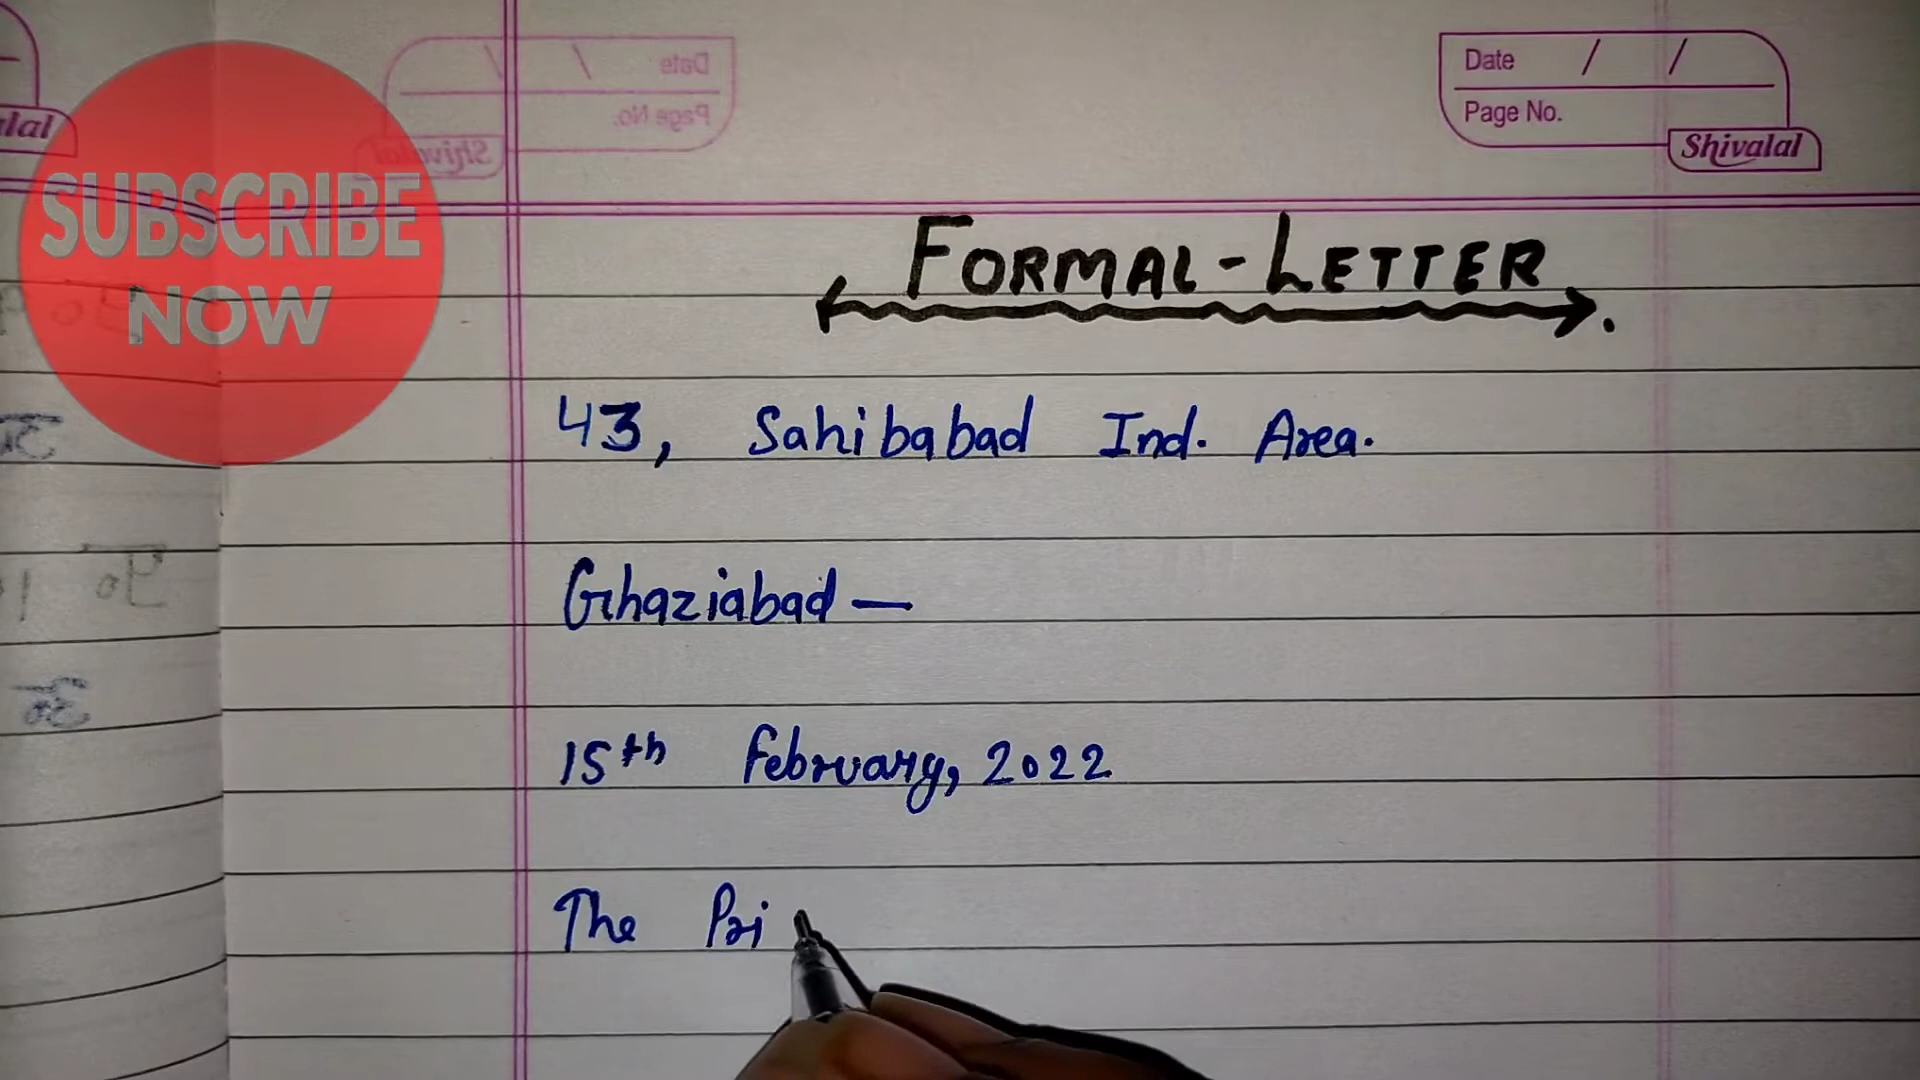 Date / /
Page No.
Shivalal
SUBSCRIBE
NOW
FORMAL-LETTER
43, Sahibabad Ind. Area.
Ghaziabad —
15th February, 2022
The Pri